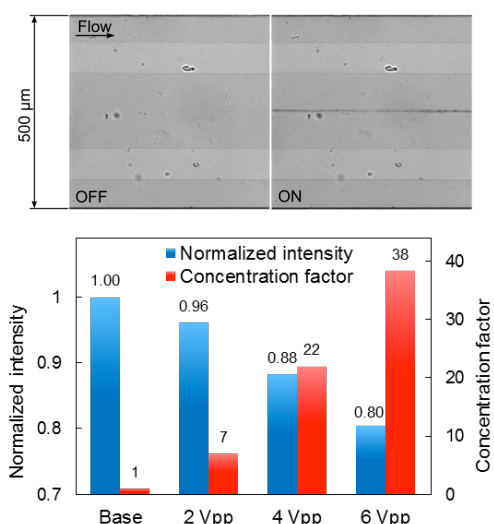 Flow
500 µm
OFF
ON
Normalized intensity
Concentration factor
1.00
0.96
0.88
0.80
1
7
22
38
Normalized intensity
1
0.9
0.8
0.7
Concentration factor
40
30
20
10
0
Base
2 Vpp
4 Vpp
6 Vpp